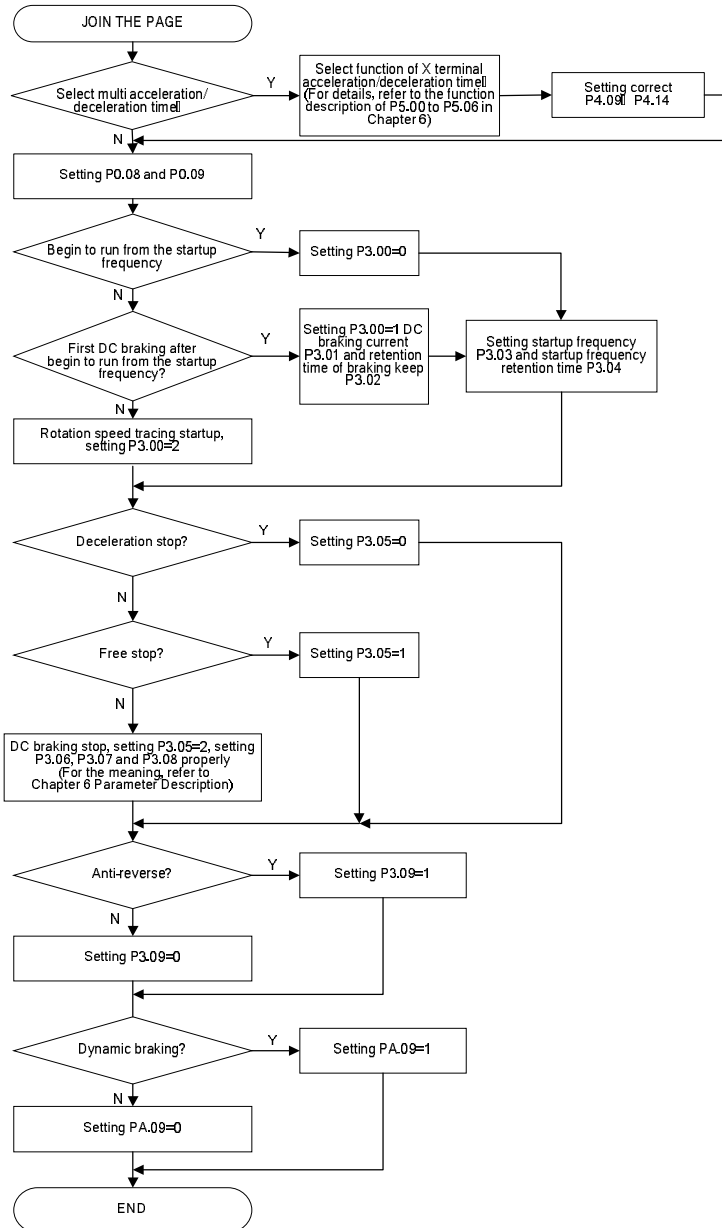 JOIN THE PAGE
Select multi acceleration/
deceleration time
Y
Select function of X terminal
acceleration/deceleration time
(For details, refer to the function
description of P5.00 to P5.06 in
Chapter 6)
Setting correct
P4.09 P4.14
N
Setting P0.08 and P0.09
Begin to run from the startup
frequency
Y
Setting P3.00=0
N
First DC braking after
begin to run from the startup
frequency?
Y
Setting P3.00=1 DC
braking current
P3.01 and retention
time of braking keep
P3.02
Setting startup frequency
P3.03 and startup frequency
retention time P3.04
N
Rotation speed tracing startup,
setting P3.00=2
Deceleration stop?
Y
Setting P3.05=0
N
Free stop?
Y
Setting P3.05=1
N
DC braking stop, setting P3.05=2, setting
P3.06, P3.07 and P3.08 properly
(For the meaning, refer to
Chapter 6 Parameter Description)
Anti-reverse?
Y
Setting P3.09=1
N
Setting P3.09=0
Dynamic braking?
Y
Setting PA.09=1
N
Setting PA.09=0
END